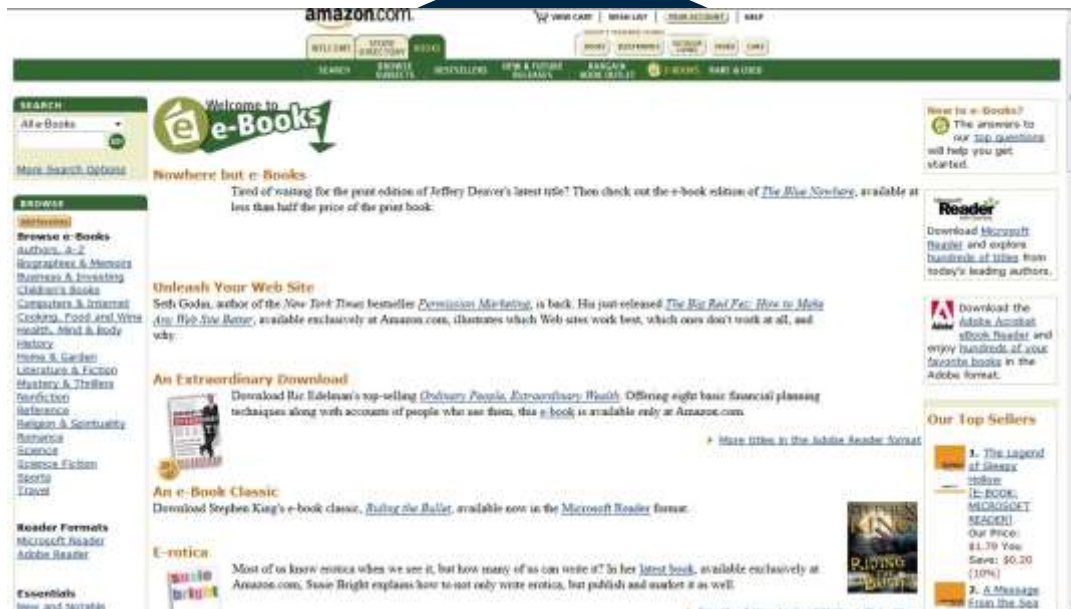 amazon.com.
VIEW CART | WISH LIST | YOUR ACCOUNT | HELP
WELCOME
STORE DIRECTORY
BOOKS
SEARCH
BROWSE SUBJECTS
BESTSELLERS
NEW & FUTURE RELEASES
BARGAIN BOOK OUTLET
E-BOOKS
RARE & USED
SEARCH
All e-Books
GO!
More Search Options
BROWSE
Browse e-Books
Authors, A-Z
Biographies & Memoirs
Business & Investing
Children's Books
Computers & Internet
Cooking, Food and Wine
Health, Mind & Body
History
Home & Garden
Literature & Fiction
Mystery & Thrillers
Nonfiction
Reference
Religion & Spirituality
Romance
Science
Science Fiction
Sports
Travel
Reader Formats
Microsoft Reader
Adobe Reader
Essentials
New and Notable
Welcome to
e-Books
Nowhere but e-Books
Tired of waiting for the print edition of Jeffery Deaver's latest title? Then check out the e-book edition of The Blue Nowhere, available at
less than half the price of the print book.
Unleash Your Web Site
Seth Godin, author of the New York Times bestseller Permission Marketing, is back. His just-released The Big Red Fez: How to Make
Any Web Site Better, available exclusively at Amazon.com, illustrates which Web sites work best, which ones don't work at all, and
why.
An Extraordinary Download
Download Ric Edelman's top-selling Ordinary People, Extraordinary Wealth. Offering eight basic financial planning
techniques along with accounts of people who use them, this e-book is available only at Amazon.com.
More titles in the Adobe Reader format
An e-Book Classic
Download Stephen King's e-book classic, Riding the Bullet, available now in the Microsoft Reader format.
KING
RIDING
THE
BULLET
E-rotica
susie
bright
Most of us know erotica when we see it, but how many of us can write it? In her latest book, available exclusively at
Amazon.com, Susie Bright explains how to not only write erotica, but publish and market it as well.
New to e-Books?
The answers to
our top questions
will help you get
started.
Microsoft
Reader
Download Microsoft
Reader and explore
hundreds of titles from
today's leading authors.
Adobe
Download the
Adobe Acrobat
eBook Reader and
enjoy hundreds of your
favorite books in the
Adobe format.
Our Top Sellers
1. The Legend
of Sleepy
Hollow
[E-BOOK:
MICROSOFT
READER]
Our Price:
$1.79 You
Save: $0.20
(10%)
2. A Message
From the Sea